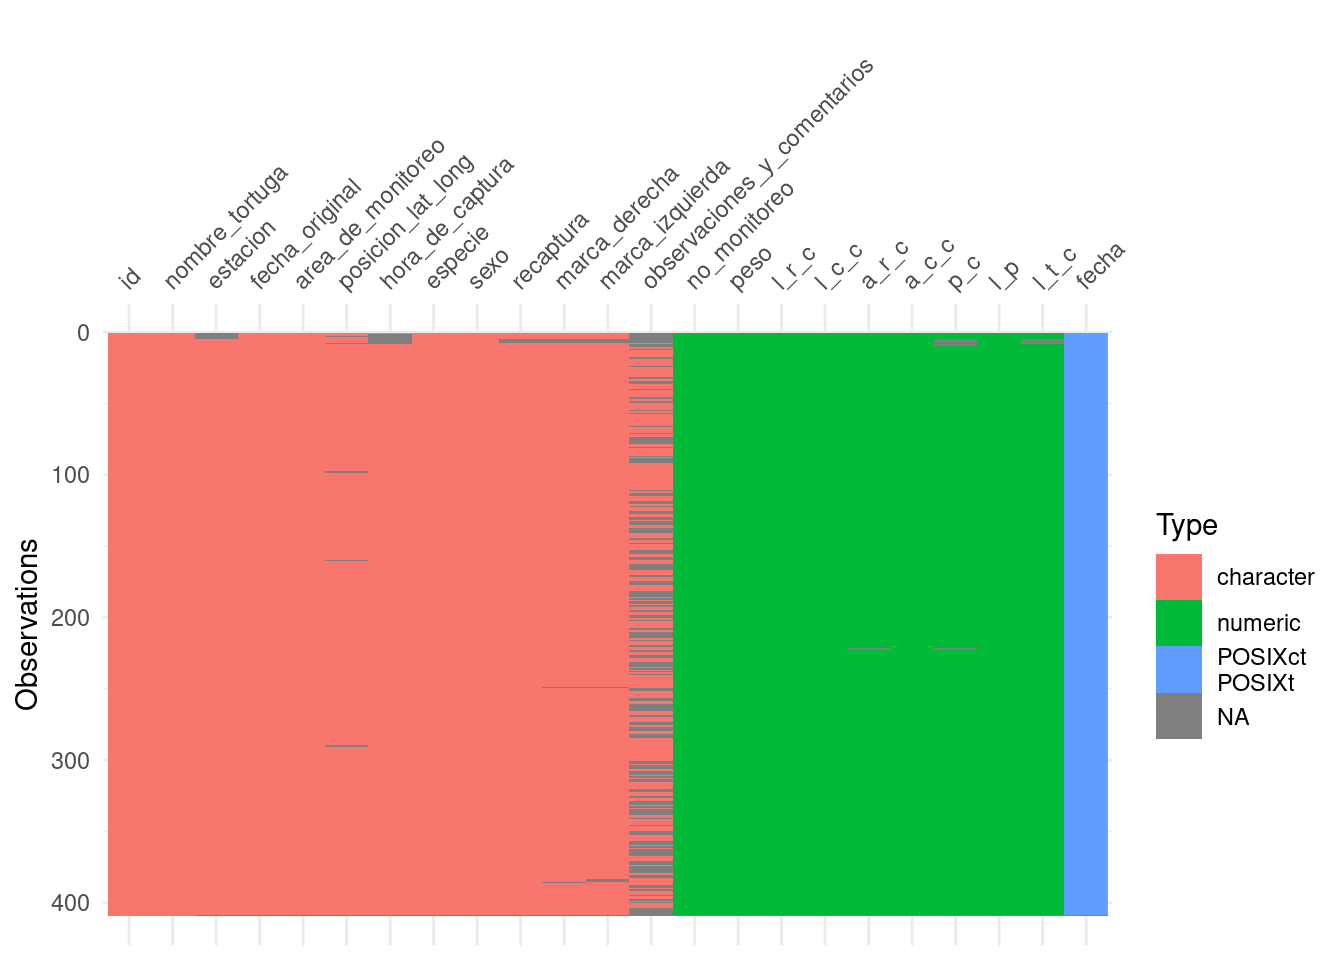 id
nombre_tortuga
estacion
fecha_original
area_de_monitoreo
posicion_lat_long
hora_de_captura
especie
sexo
recaptura
marca_derecha
marca_izquierda
observaciones_y_comentarios
no_monitoreo
peso
l_r_c
l_c_c
a_r_c
a_c_c
p_c
l_p
l_t_c
fecha
0
100
200
300
400
Observations
Type
character
numeric
POSIXct
POSIXt
NA